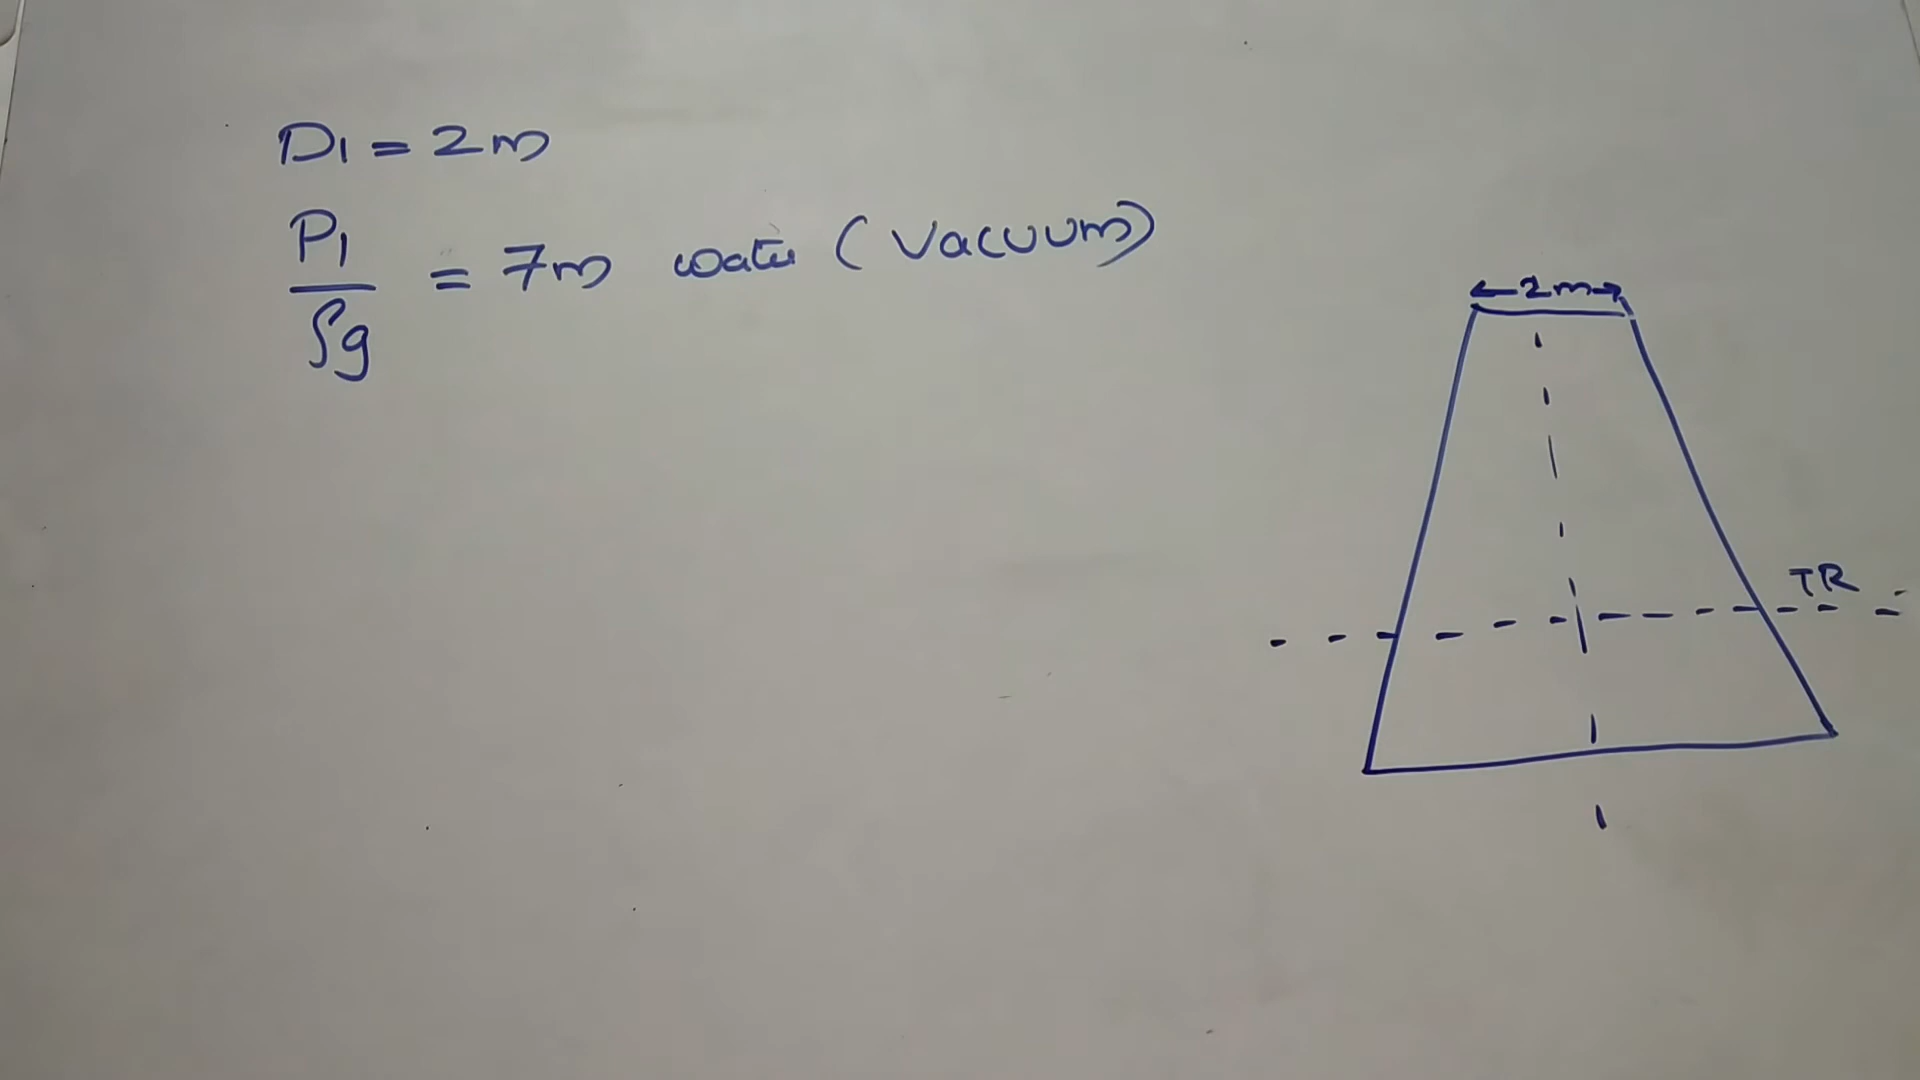 D1 = 2m
P1/ρg = 7m water (Vacuum)
2m
TR